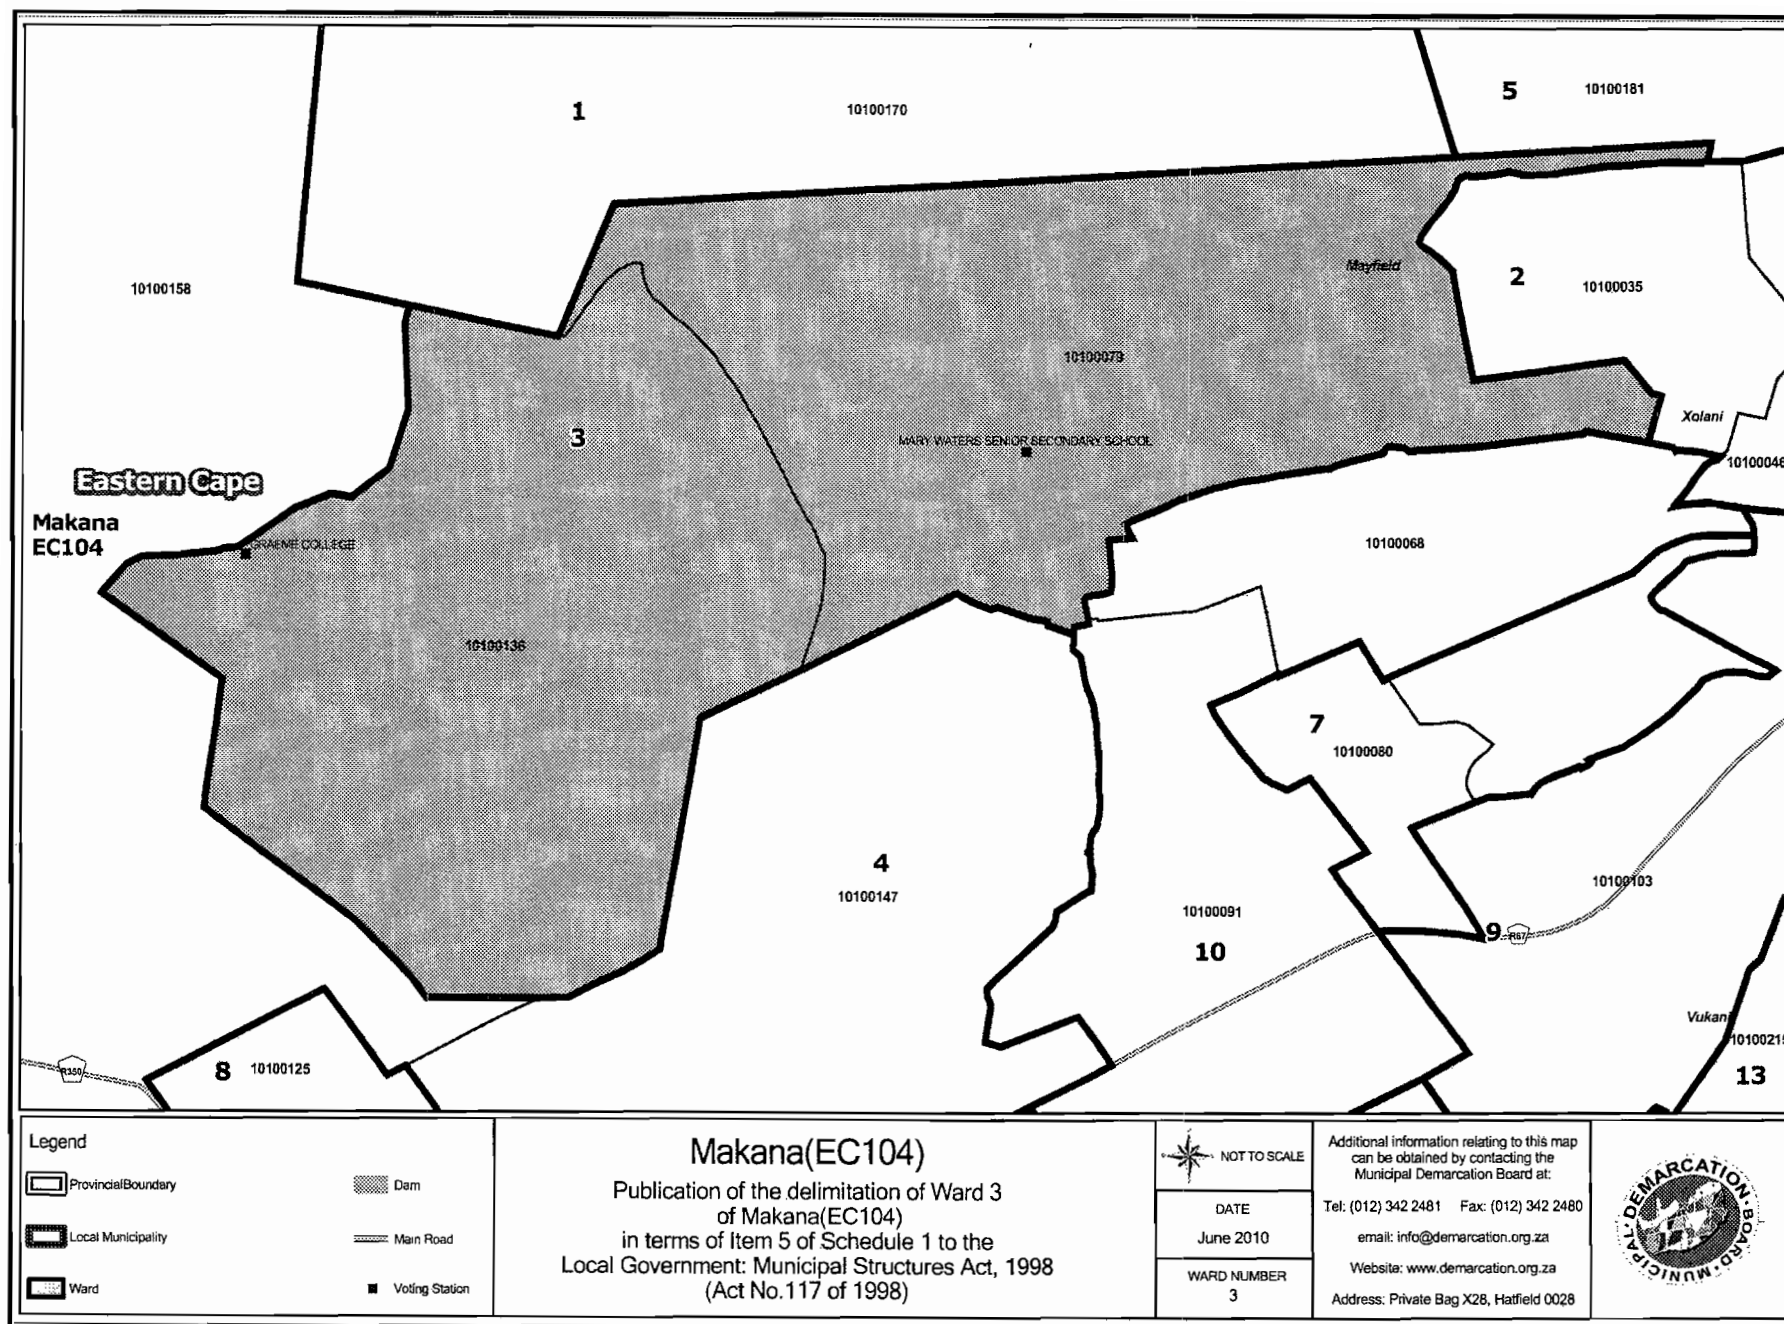 1
10100170
5
10100181
10100158
Mayfield
2
10100035
10100079
Xolani
3
MARY WATERS SENIOR SECONDARY SCHOOL
10100046
Eastern Cape
Makana
EC104
GRAEME COLLEGE
10100068
10100136
7
10100080
4
10100147
10100103
10100091
9
R67
10
Vukani
10100215
13
R350
8
10100125
Legend
ProvincialBoundary
Dam
Local Municipality
Main Road
Ward
Voting Station
Makana(EC104)
Publication of the delimitation of Ward 3
of Makana(EC104)
in terms of Item 5 of Schedule 1 to the
Local Government: Municipal Structures Act, 1998
(Act No.117 of 1998)
NOT TO SCALE
DATE
June 2010
WARD NUMBER
3
Additional information relating to this map
can be obtained by contacting the
Municipal Demarcation Board at:
Tel: (012) 342 2481 Fax: (012) 342 2480
email: info@demarcation.org.za
Website: www.demarcation.org.za
Address: Private Bag X28, Hatfield 0028
MUNICIPAL DEMARCATION BOARD